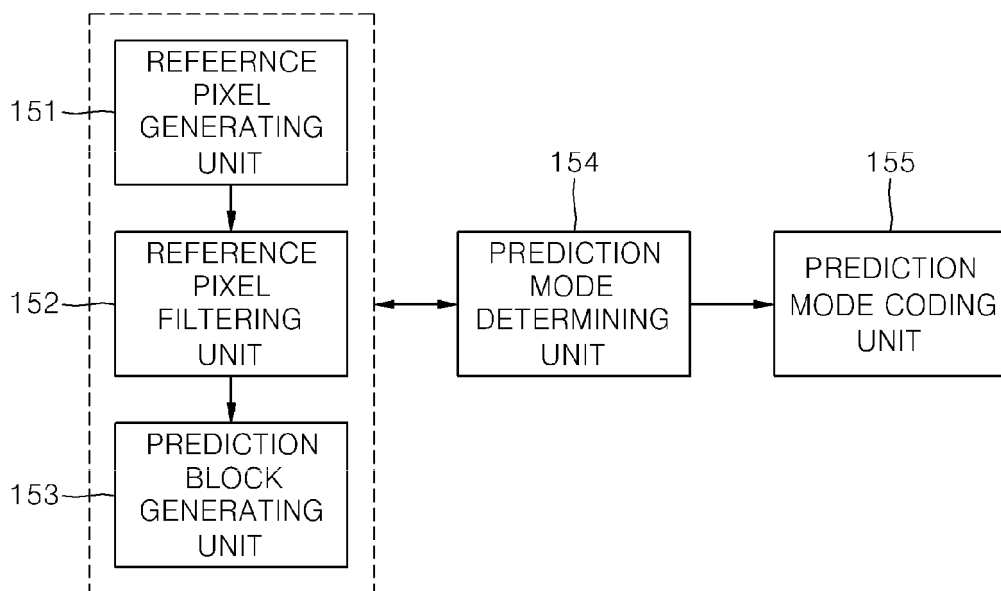 151
REFEERNCE
PIXEL
GENERATING
UNIT
152
REFERENCE
PIXEL
FILTERING
UNIT
153
PREDICTION
BLOCK
GENERATING
UNIT
154
PREDICTION
MODE
DETERMINING
UNIT
155
PREDICTION
MODE CODING
UNIT